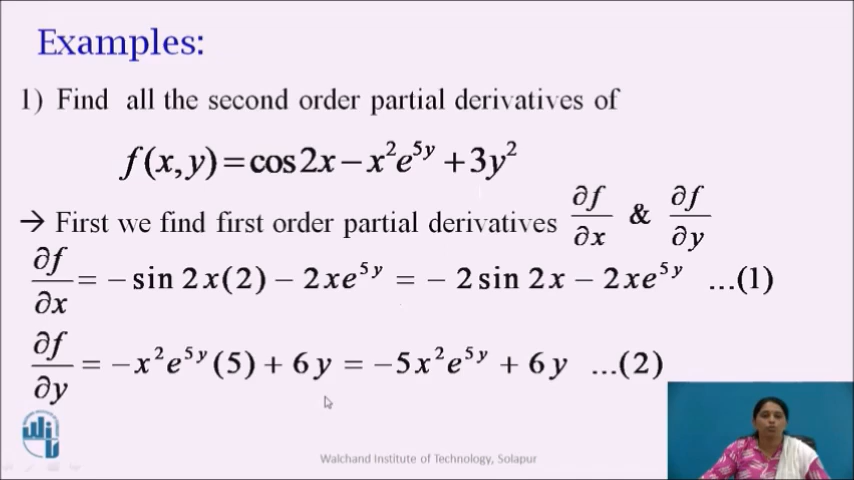 Examples:
1) Find all the second order partial derivatives of
f(x, y) = cos 2x − x²e⁵ʸ + 3y²
→ First we find first order partial derivatives ∂f/∂x & ∂f/∂y
∂f/∂x = − sin 2x(2) − 2xe⁵ʸ = − 2 sin 2x − 2xe⁵ʸ ...(1)
∂f/∂y = −x²e⁵ʸ(5) + 6y = −5x²e⁵ʸ + 6y ...(2)
Walchand Institute of Technology, Solapur